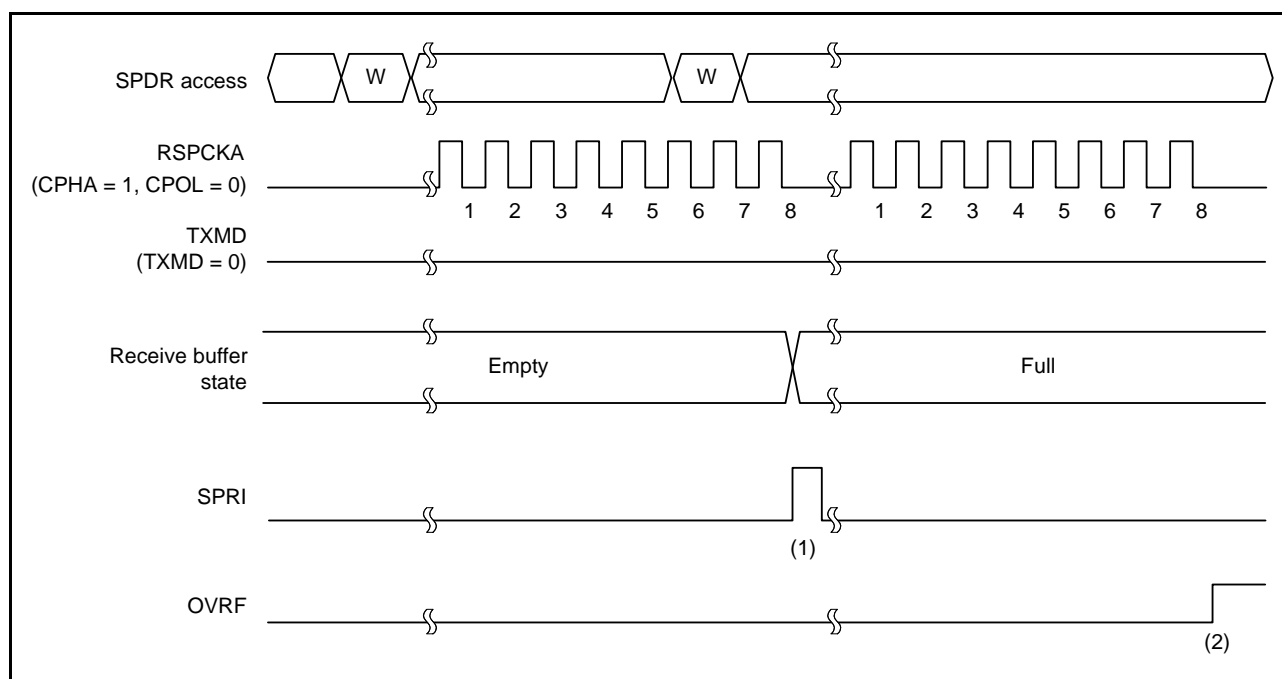 SPDR access
W
W
RSPCKA
(CPHA = 1, CPOL = 0)
1 2 3 4 5 6 7 8
1 2 3 4 5 6 7 8
TXMD
(TXMD = 0)
Receive buffer
state
Empty
Full
SPRI
(1)
OVRF
(2)